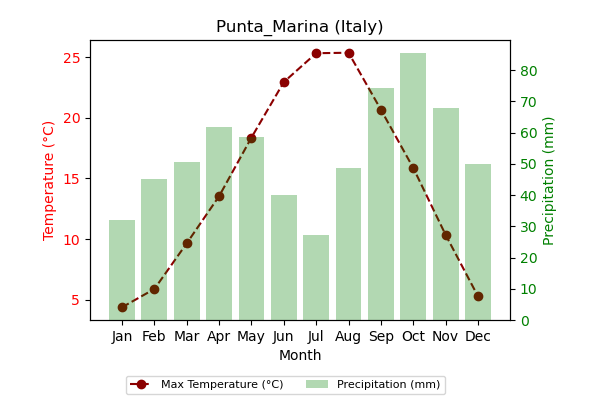 Punta_Marina (Italy)
25
20
15
10
5
Temperature (°C)
80
70
60
50
40
30
20
10
0
Precipitation (mm)
Jan Feb Mar Apr May Jun Jul Aug Sep Oct Nov Dec
Month
Max Temperature (°C) Precipitation (mm)